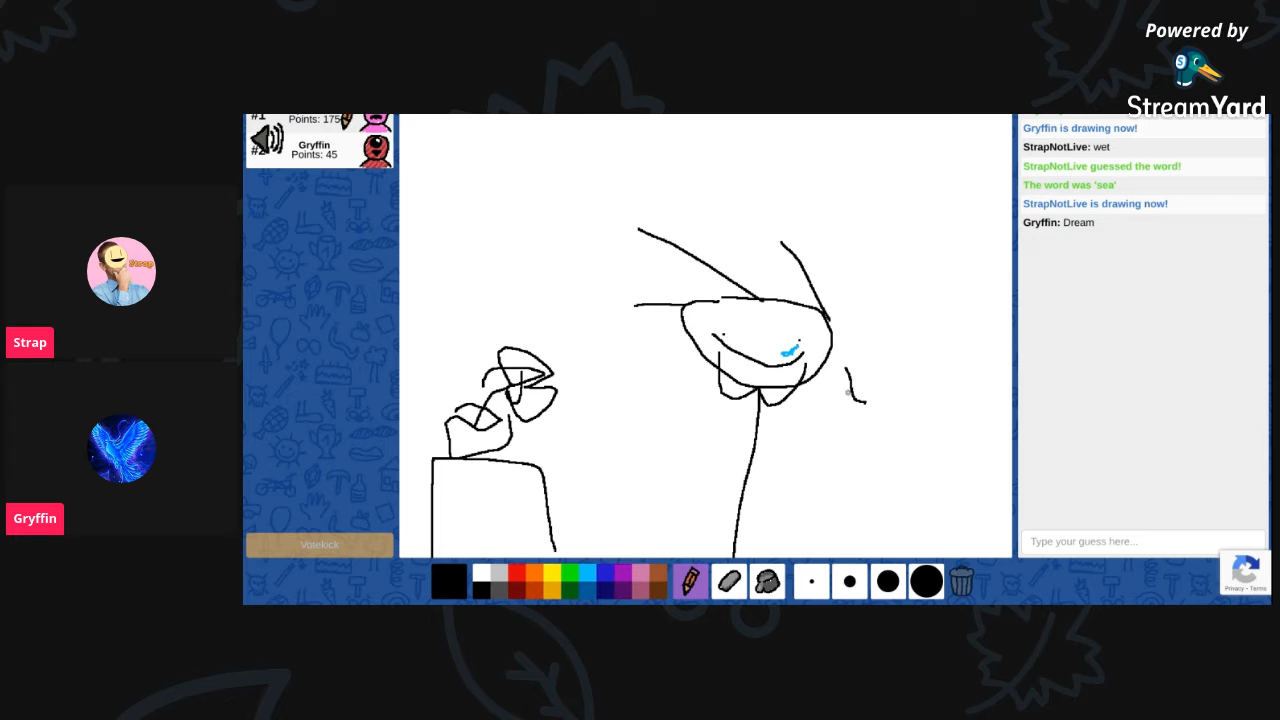 Powered by
StreamYard
#1
Points: 175
#2
Gryffin
Points: 45
Gryffin is drawing now!
StrapNotLive: wet
StrapNotLive guessed the word!
The word was 'sea'
StrapNotLive is drawing now!
Gryffin: Dream
Strap
Strap
Gryffin
Votekick
Type your guess here...
Privacy - Terms